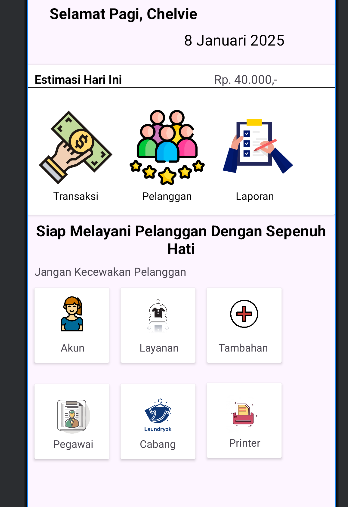 Selamat Pagi, Chelvie
8 Januari 2025
Estimasi Hari Ini
Rp. 40.000,-
Transaksi
Pelanggan
Laporan
Siap Melayani Pelanggan Dengan Sepenuh
Hati
Jangan Kecewakan Pelanggan
Akun
Layanan
Tambahan
Laundryok
Pegawai
Cabang
Printer